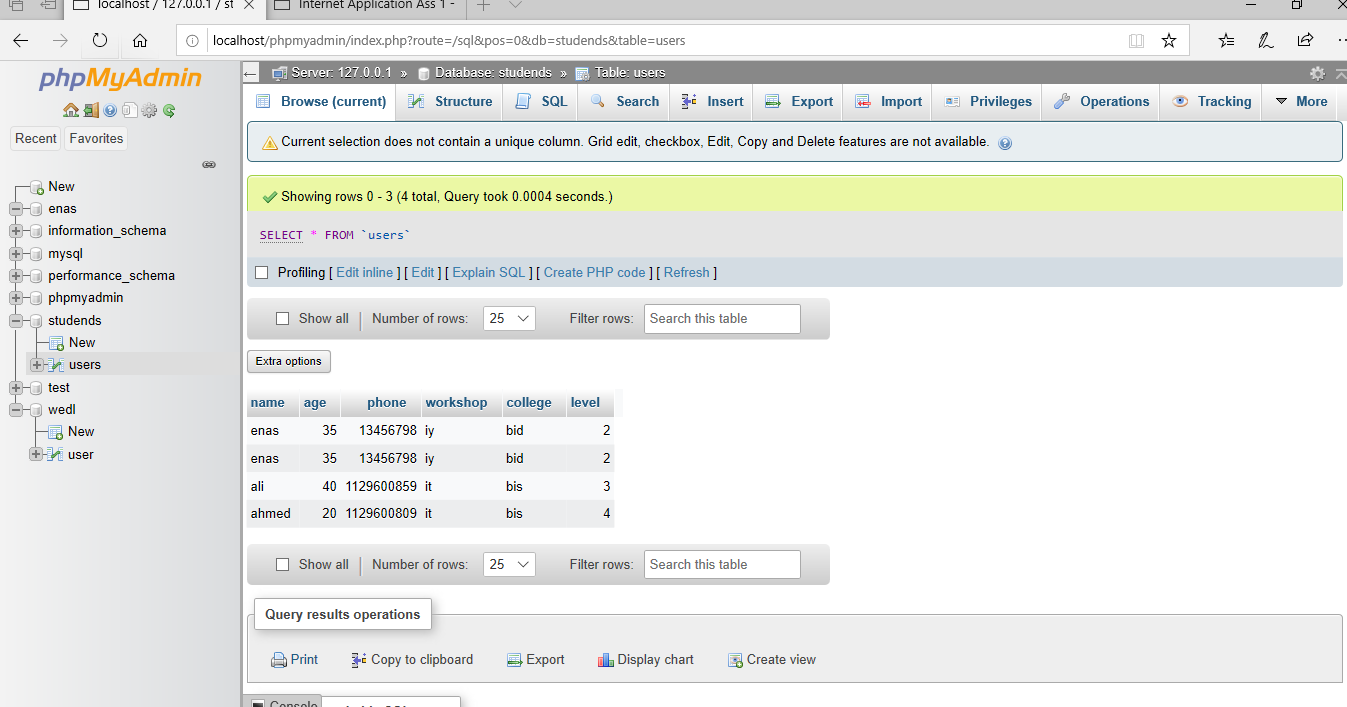 localhost / 127.0.0.1 / st
Internet Application Ass 1 -
localhost/phpmyadmin/index.php?route=/sql&pos=0&db=studends&table=users
phpMyAdmin
Recent Favorites
New
enas
information_schema
mysql
performance_schema
phpmyadmin
studends
New
users
test
wedl
New
user
Server: 127.0.0.1 » Database: studends » Table: users
Browse (current) Structure SQL Search Insert Export Import Privileges Operations Tracking More
Current selection does not contain a unique column. Grid edit, checkbox, Edit, Copy and Delete features are not available.
Showing rows 0 - 3 (4 total, Query took 0.0004 seconds.)
SELECT * FROM `users`
Profiling [ Edit inline ] [ Edit ] [ Explain SQL ] [ Create PHP code ] [ Refresh ]
Show all | Number of rows: 25 Filter rows: Search this table
Extra options
name age phone workshop college level
enas 35 13456798 iy bid 2
enas 35 13456798 iy bid 2
ali 40 1129600859 it bis 3
ahmed 20 1129600809 it bis 4
Show all | Number of rows: 25 Filter rows: Search this table
Query results operations
Print Copy to clipboard Export Display chart Create view
Console